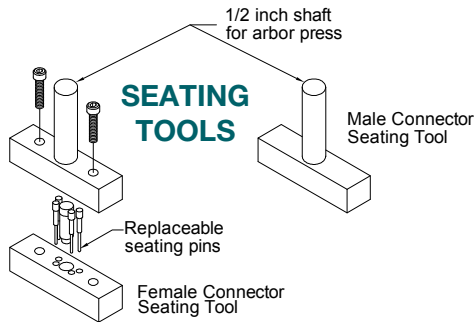 1/2 inch shaft
for arbor press
SEATING
TOOLS
Male Connector
Seating Tool
Replaceable
seating pins
Female Connector
Seating Tool